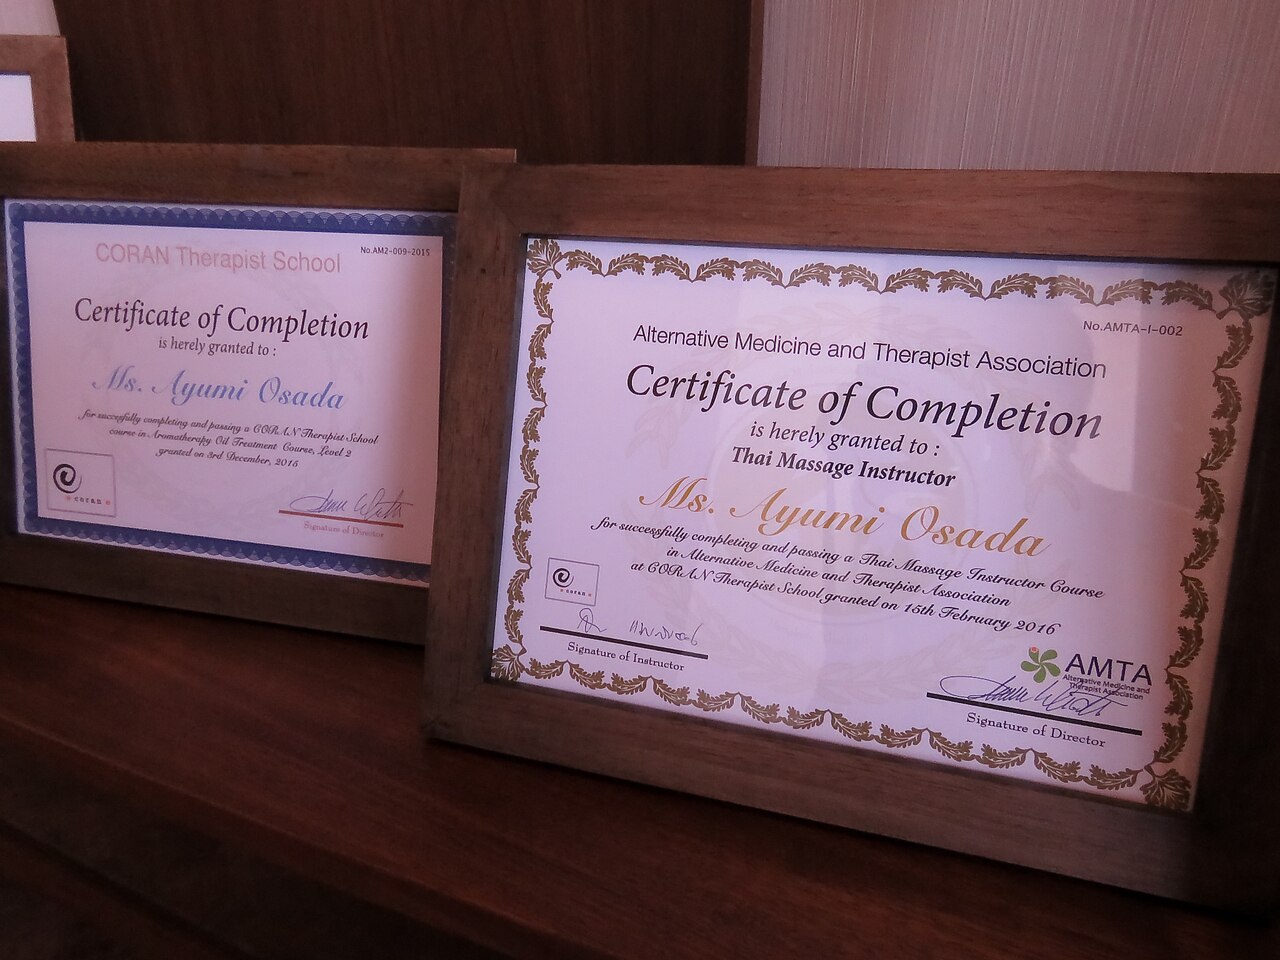 CORAN Therapist School
No.AM2-009-2015
Certificate of Completion
is herely granted to :
Ms. Ayumi Osada
for succesfully completing and passing a CORAN Therapist School
course in Aromatherapy Oil Treatment Course, Level 2
granted on 3rd December, 2015
coran
Signature of Director
No.AMTA-I-002
Alternative Medicine and Therapist Association
Certificate of Completion
is herely granted to :
Thai Massage Instructor
Ms. Ayumi Osada
for successfully completing and passing a Thai Massage Instructor Course
in Alternative Medicine and Therapist Association
at CORAN Therapist School granted on 15th February 2016
coran
Signature of Instructor
AMTA
Alternative Medicine and
Therapist Association
Signature of Director